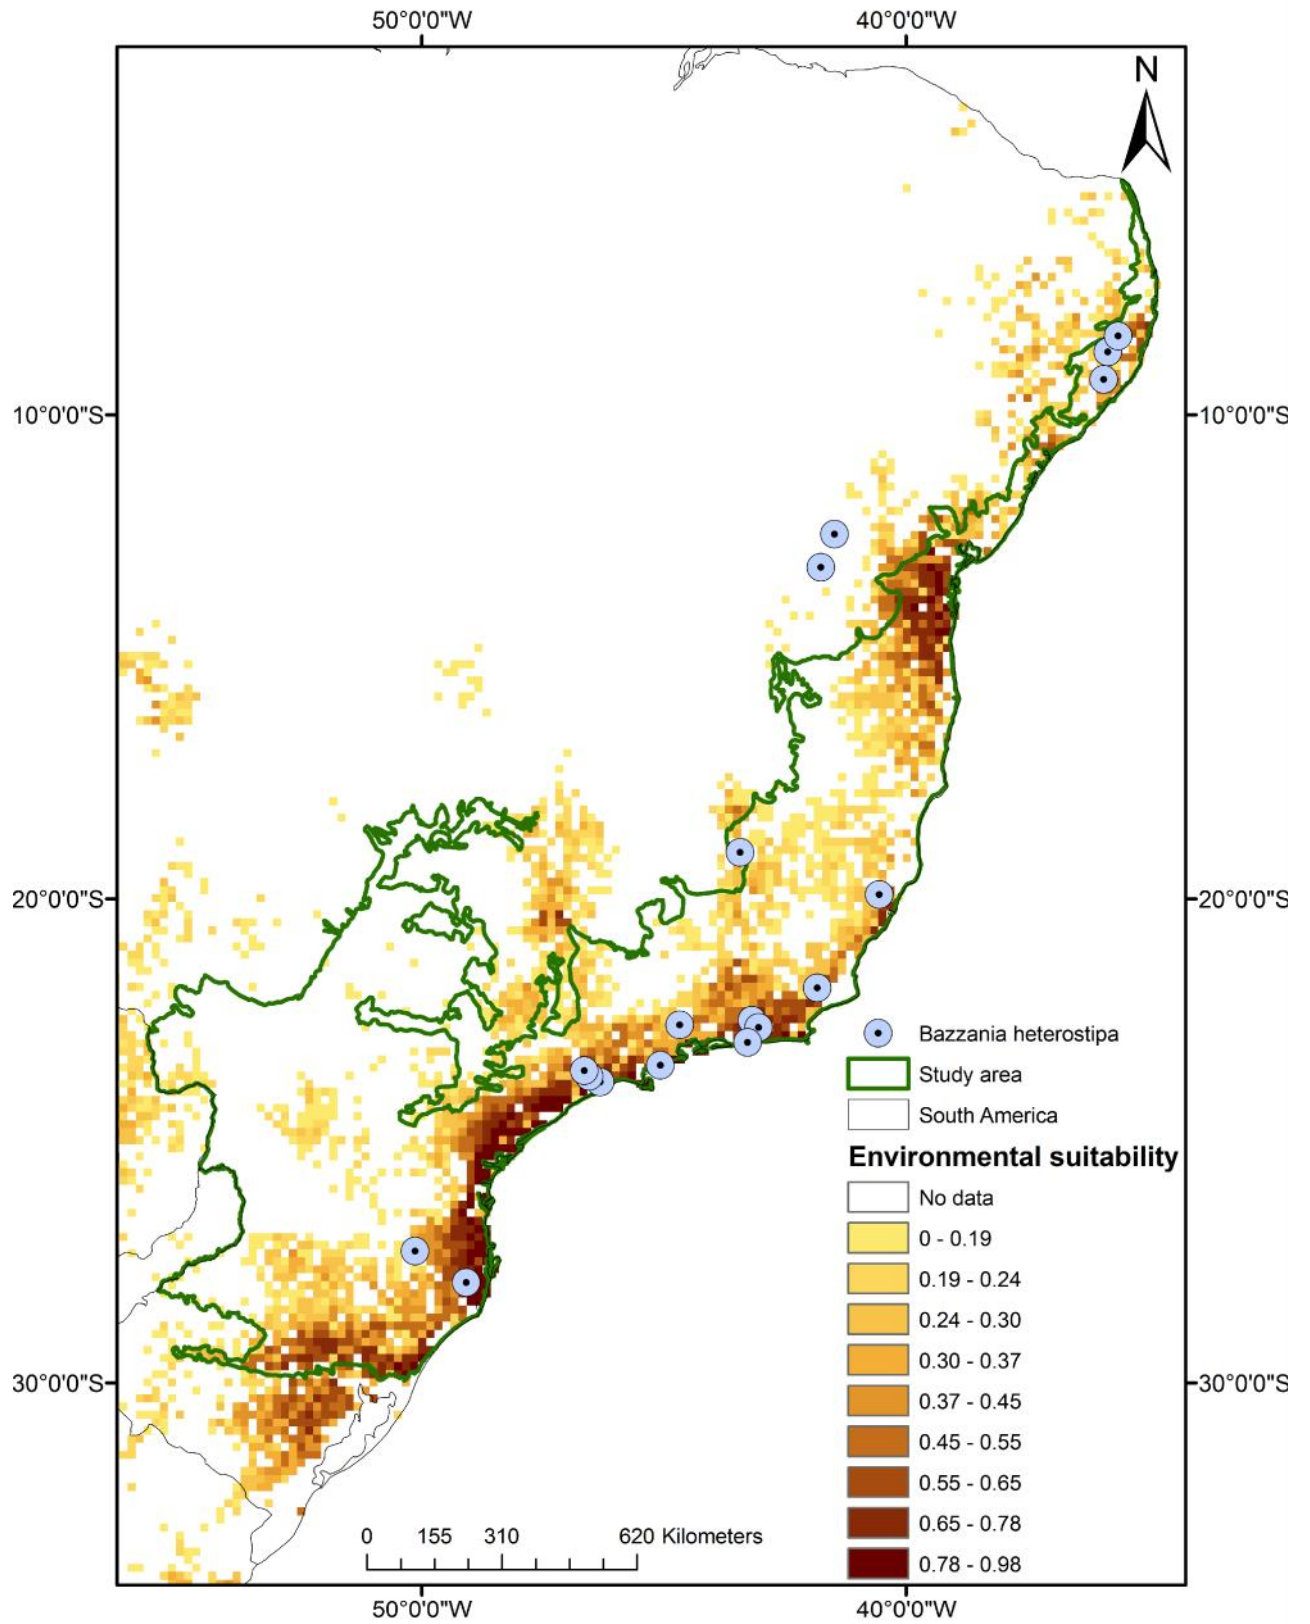 50°0'0"W 40°0'0"W
N
10°0'0"S 10°0'0"S
20°0'0"S 20°0'0"S
Bazzania heterostipa
Study area
South America
Environmental suitability
No data
0 - 0.19
0.19 - 0.24
0.24 - 0.30
0.30 - 0.37
30°0'0"S 30°0'0"S
0.37 - 0.45
0.45 - 0.55
0.55 - 0.65
0.65 - 0.78
0 155 310 620 Kilometers
0.78 - 0.98
50°0'0"W 40°0'0"W